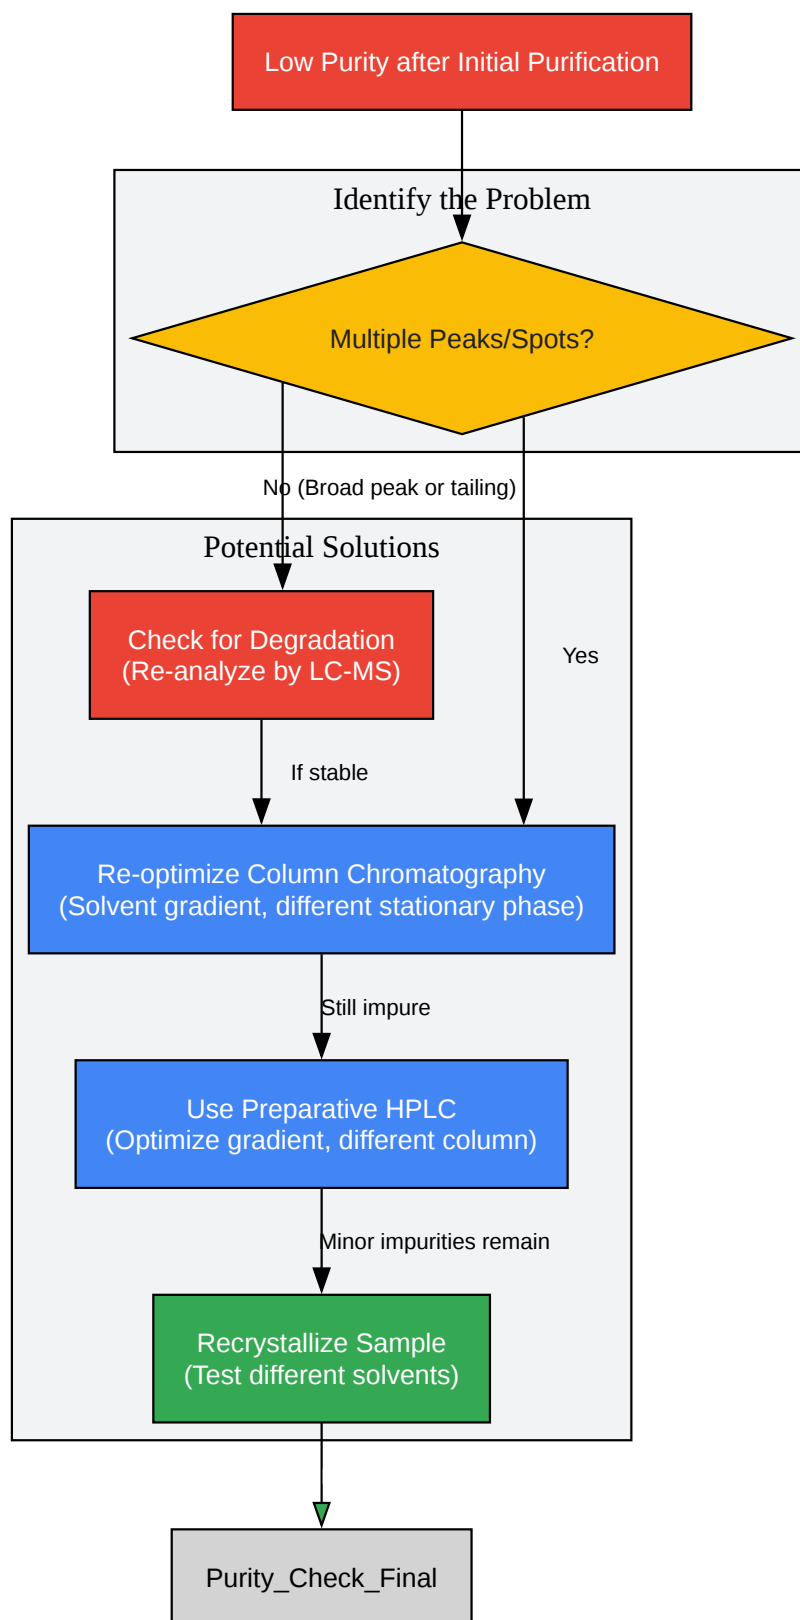 Low Purity after Initial Purification
Identify the Problem
Multiple Peaks/Spots?
No (Broad peak or tailing)
Potential Solutions
Check for Degradation
(Re-analyze by LC-MS)
Yes
If stable
Re-optimize Column Chromatography
(Solvent gradient, different stationary phase)
Still impure
Use Preparative HPLC
(Optimize gradient, different column)
Minor impurities remain
Recrystallize Sample
(Test different solvents)
Purity_Check_Final